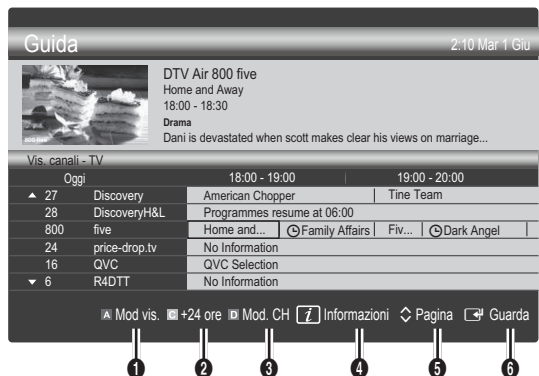 Guida 2:10 Mar 1 Giu
DTV Air 800 five
Home and Away
18:00 - 18:30
Drama
Dani is devastated when scott makes clear his views on marriage...
800 five
Vis. canali - TV
Oggi 18:00 - 19:00 19:00 - 20:00
▲ 27 Discovery American Chopper Tine Team
28 DiscoveryH&L Programmes resume at 06:00
800 five Home and... Family Affairs Fiv... Dark Angel
24 price-drop.tv No Information
16 QVC QVC Selection
▼ 6 R4DTT No Information
A Mod vis. C +24 ore D Mod. CH i Informazioni Pagina Guarda
1 2 3 4 5 6